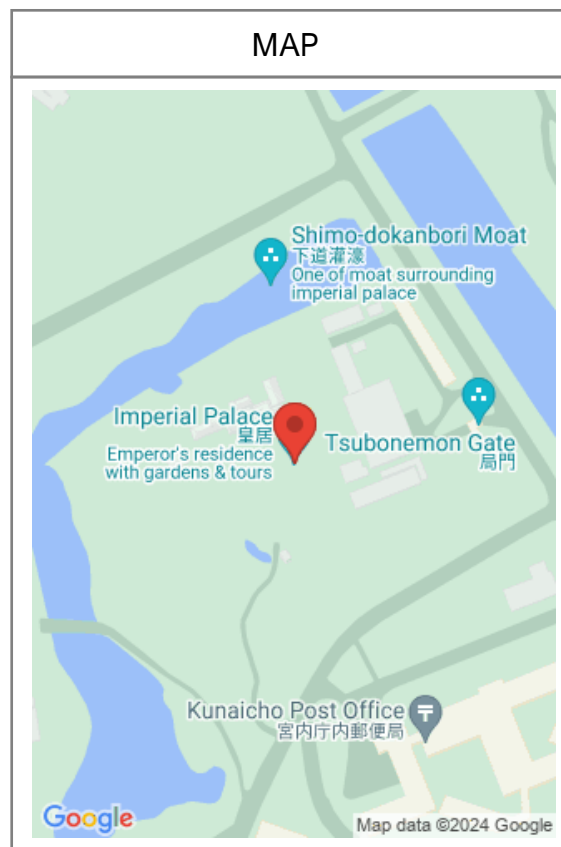 MAP
Shimo-dokanbori Moat
下道灌濠
One of moat surrounding
imperial palace
Imperial Palace
皇居
Emperor's residence
with gardens & tours
Tsubonemon Gate
局門
Kunaicho Post Office
宮内庁内郵便局
Google
Map data ©2024 Google